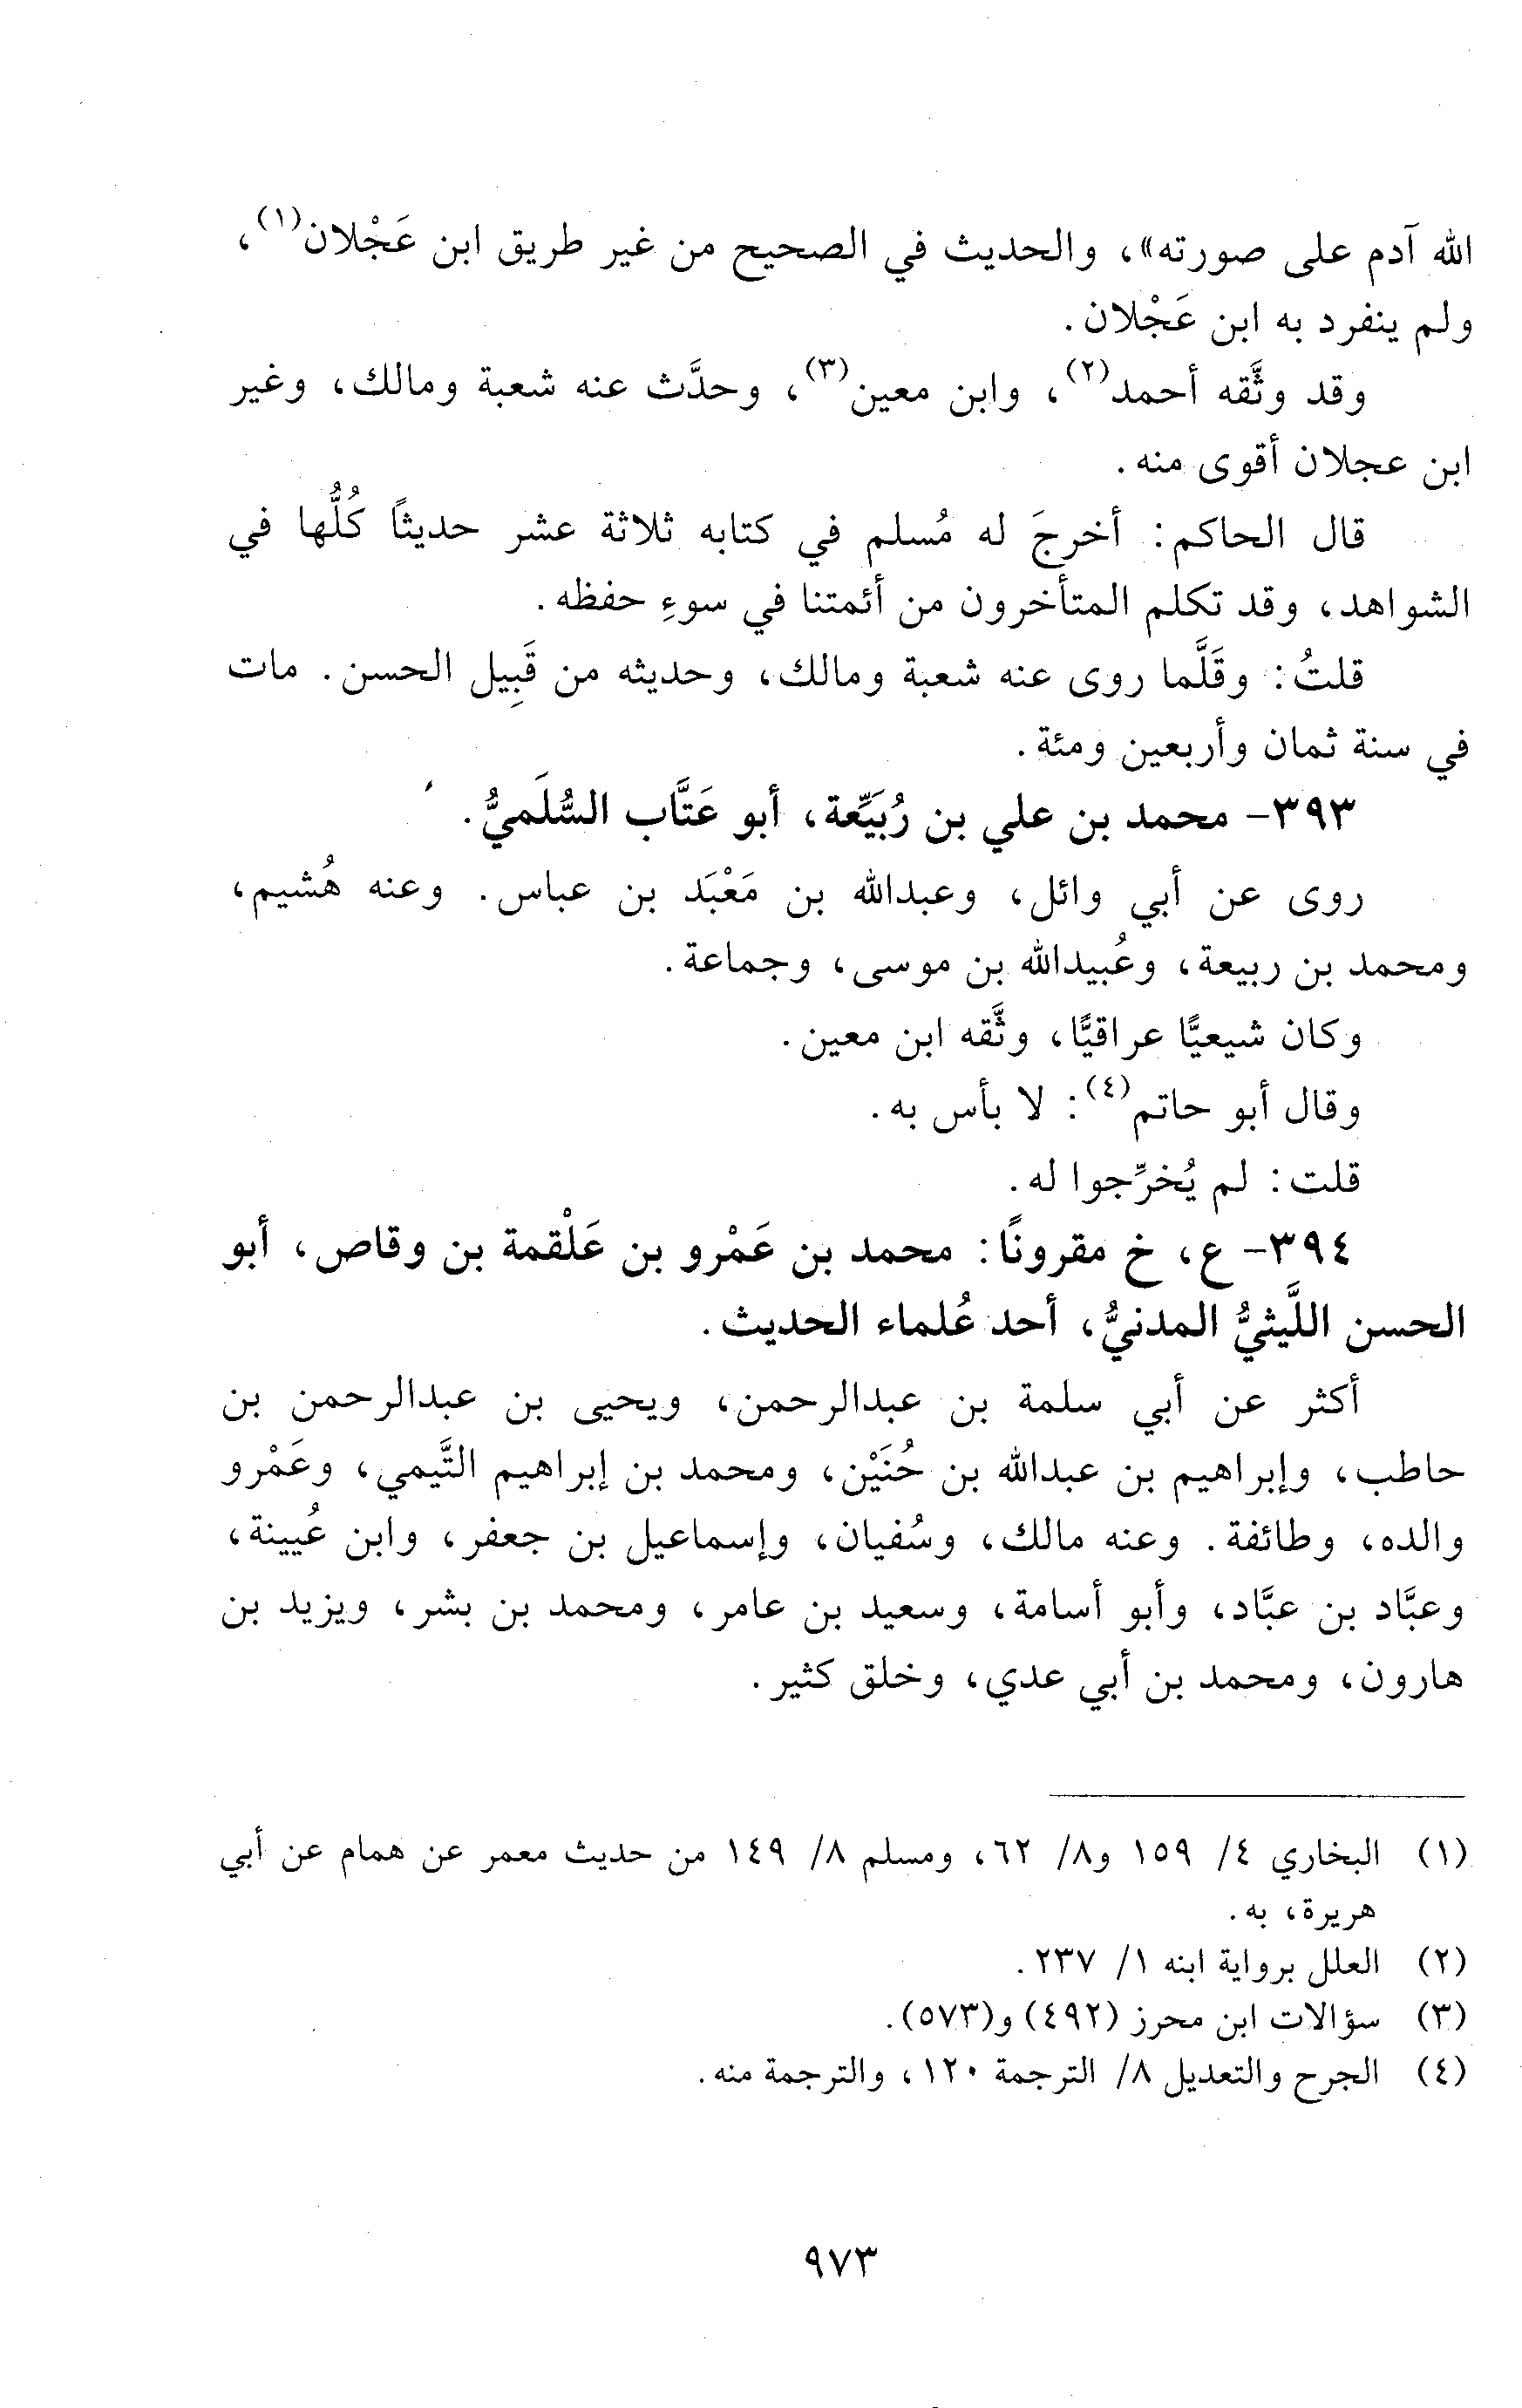 الله آدم على صورته»، والحديث في الصحيح من غير طريق ابن عَجْلان(١)،
ولم ينفرد به ابن عَجْلان.
وقد وثَّقه أحمد(٢)، وابن معين(٣)، وحدَّث عنه شعبة ومالك، وغير
ابن عجلان أقوى منه.
قال الحاكم: أخرجَ له مُسلم في كتابه ثلاثة عشر حديثًا كُلُّها في
الشواهد، وقد تكلم المتأخرون من أئمتنا في سوءِ حفظه.
قلتُ: وقَلَّما روى عنه شعبة ومالك، وحديثه من قَبِيل الحسن. مات
في سنة ثمان وأربعين ومئة.
٣٩٣- محمد بن علي بن رُبَيِّعة، أبو عَتَّاب السُّلَميُّ.
روى عن أبي وائل، وعبدالله بن مَعْبَد بن عباس. وعنه هُشيم،
ومحمد بن ربيعة، وعُبيدالله بن موسى، وجماعة.
وكان شيعيًّا عراقيًّا، وثَّقه ابن معين.
وقال أبو حاتم(٤): لا بأس به.
قلت: لم يُخرِّجوا له.
٣٩٤- ع، خ مقرونًا: محمد بن عَمْرو بن عَلْقمة بن وقاص، أبو
الحسن اللَّيثيُّ المدنيُّ، أحد عُلماء الحديث.
أكثر عن أبي سلمة بن عبدالرحمن، ويحيى بن عبدالرحمن بن
حاطب، وإبراهيم بن عبدالله بن حُنَيْن، ومحمد بن إبراهيم التَّيمي، وعَمْرو
والده، وطائفة. وعنه مالك، وسُفيان، وإسماعيل بن جعفر، وابن عُيينة،
وعبَّاد بن عبَّاد، وأبو أسامة، وسعيد بن عامر، ومحمد بن بشر، ويزيد بن
هارون، ومحمد بن أبي عدي، وخلق كثير.
(١) البخاري ٤/ ١٥٩ و٨/ ٦٢، ومسلم ٨/ ١٤٩ من حديث معمر عن همام عن أبي
هريرة، به.
(٢) العلل برواية ابنه ١/ ٢٣٧.
(٣) سؤالات ابن محرز (٤٩٢) و(٥٧٣).
(٤) الجرح والتعديل ٨/ الترجمة ١٢٠، والترجمة منه.
٩٧٣